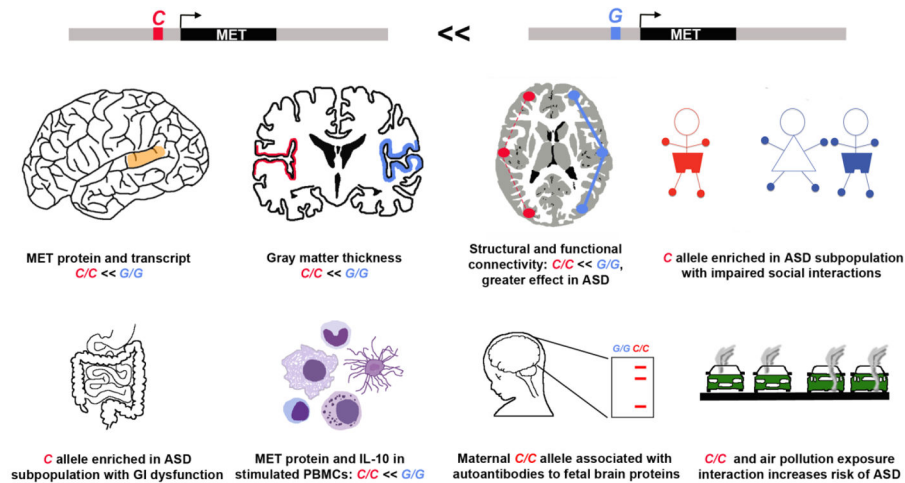 C
G
MET
<<
MET
MET protein and transcript
C/C << G/G
Gray matter thickness
C/C << G/G
Structural and functional
connectivity: C/C << G/G,
greater effect in ASD
C allele enriched in ASD subpopulation
with impaired social interactions
G/G C/C
C allele enriched in ASD
subpopulation with GI dysfunction
MET protein and IL-10 in
stimulated PBMCs: C/C << G/G
Maternal C/C allele associated with
autoantibodies to fetal brain proteins
C/C and air pollution exposure
interaction increases risk of ASD